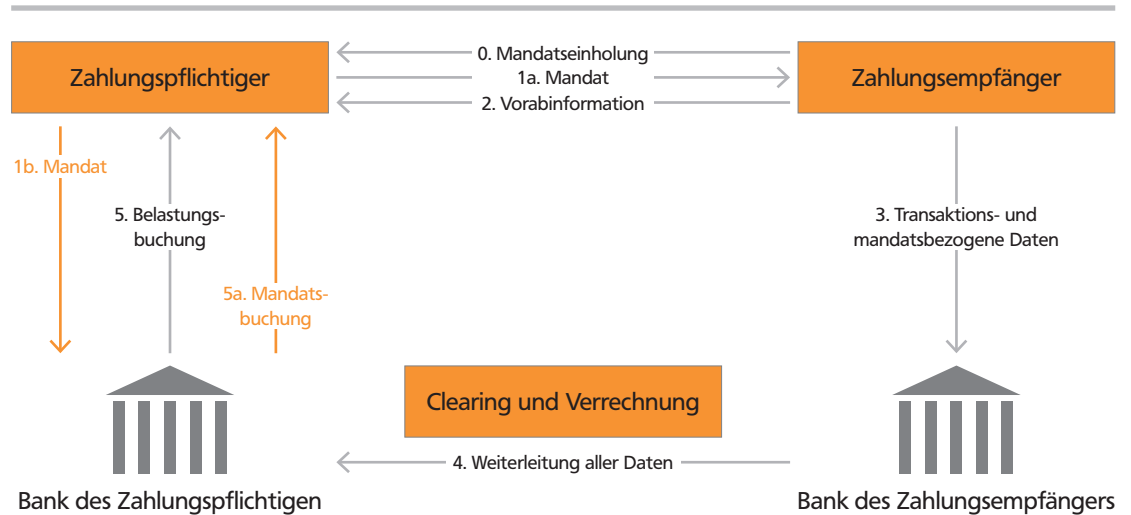 Zahlungspflichtiger
0. Mandatseinholung
1a. Mandat
2. Vorabinformation
Zahlungsempfänger
1b. Mandat
5. Belastungs-
buchung
5a. Mandats-
buchung
3. Transaktions- und
mandatsbezogene Daten
Clearing und Verrechnung
4. Weiterleitung aller Daten
Bank des Zahlungspflichtigen
Bank des Zahlungsempfängers